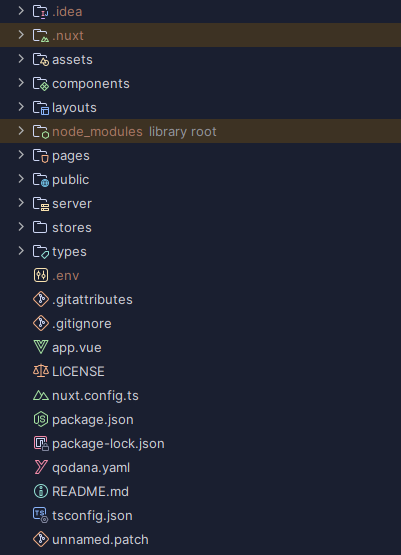 .idea
.nuxt
assets
components
layouts
node_modules library root
pages
public
server
stores
types
.env
.gitattributes
.gitignore
app.vue
LICENSE
nuxt.config.ts
package.json
package-lock.json
qodana.yaml
README.md
tsconfig.json
unnamed.patch